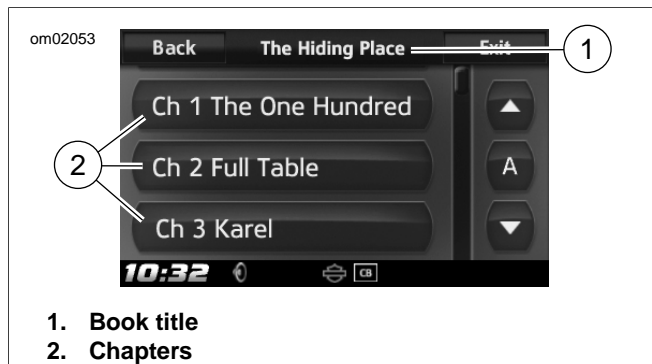 om02053
Back The Hiding Place Exit 1
Ch 1 The One Hundred
2 Ch 2 Full Table A
Ch 3 Karel
10:32 CB
1. Book title
2. Chapters